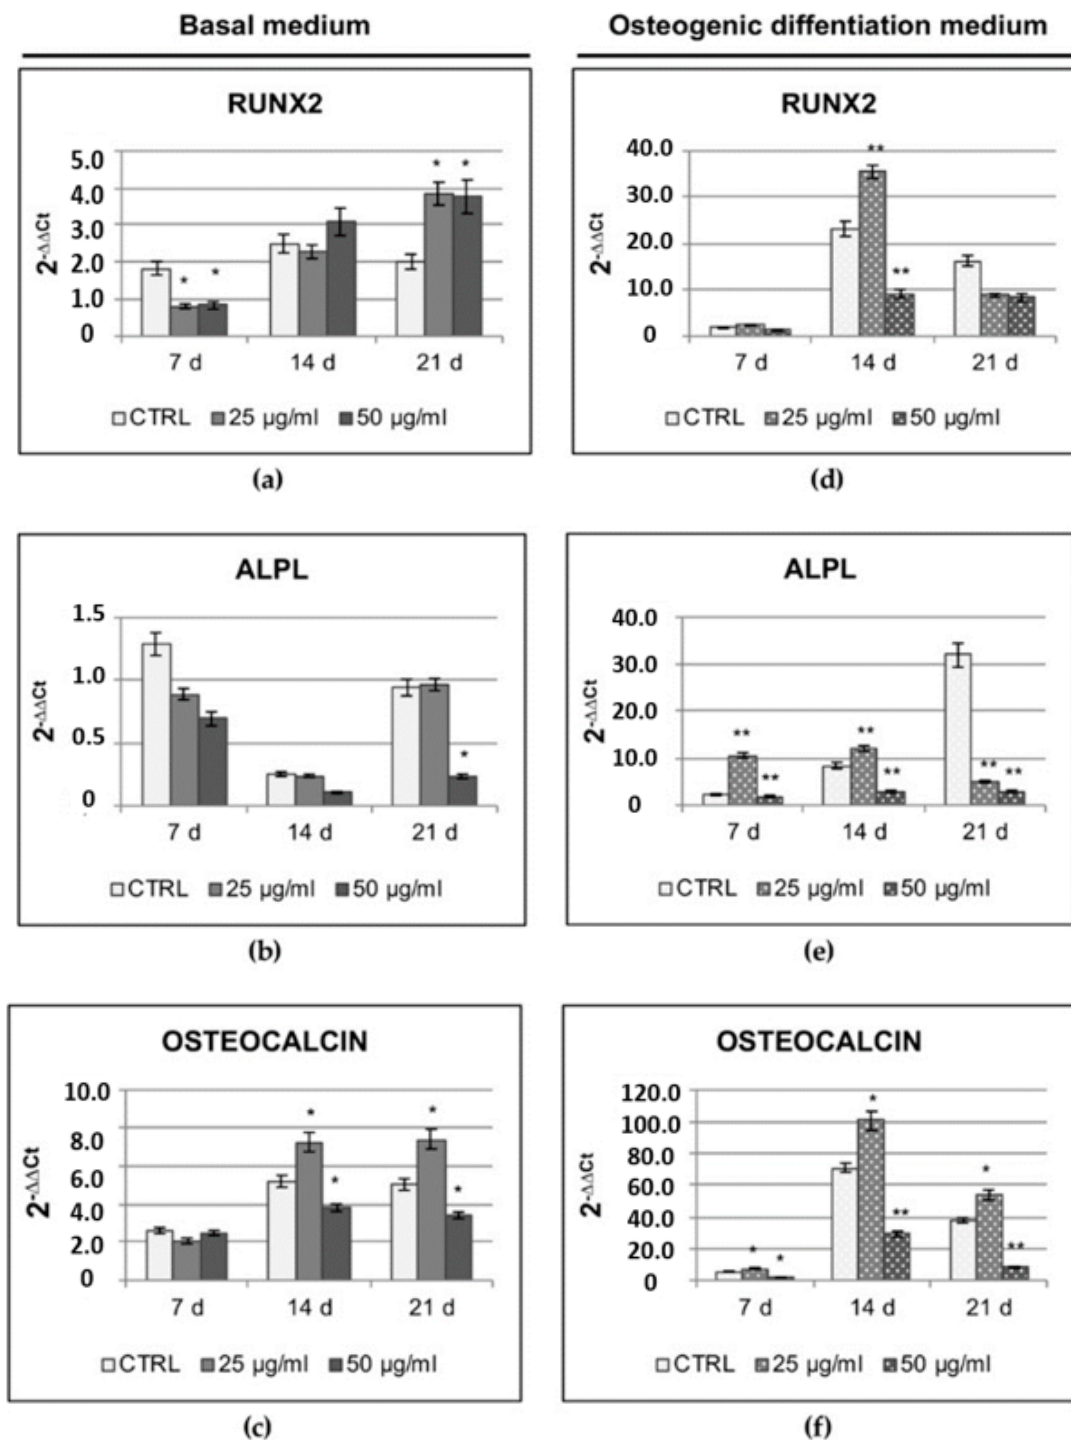 Basal medium
Osteogenic diffentiation medium
RUNX2
2-ΔΔCt
5.0
4.0
3.0
2.0
1.0
0
* * * *
7 d 14 d 21 d
CTRL 25 µg/ml 50 µg/ml
(a)
RUNX2
2-ΔΔCt
40.0
30.0
20.0
10.0
0
** **
7 d 14 d 21 d
CTRL 25 µg/ml 50 µg/ml
(d)
ALPL
2-ΔΔCt
1.5
1.0
0.5
0
*
7 d 14 d 21 d
CTRL 25 µg/ml 50 µg/ml
(b)
ALPL
2-ΔΔCt
40.0
30.0
20.0
10.0
0
** ** ** ** ** **
7 d 14 d 21 d
CTRL 25 µg/ml 50 µg/ml
(e)
OSTEOCALCIN
2-ΔΔCt
10.0
8.0
6.0
4.0
2.0
0
* * * *
7 d 14 d 21 d
CTRL 25 µg/ml 50 µg/ml
(c)
OSTEOCALCIN
2-ΔΔCt
120.0
100.0
80.0
60.0
40.0
20.0
0
* * * ** * **
7 d 14 d 21 d
CTRL 25 µg/ml 50 µg/ml
(f)